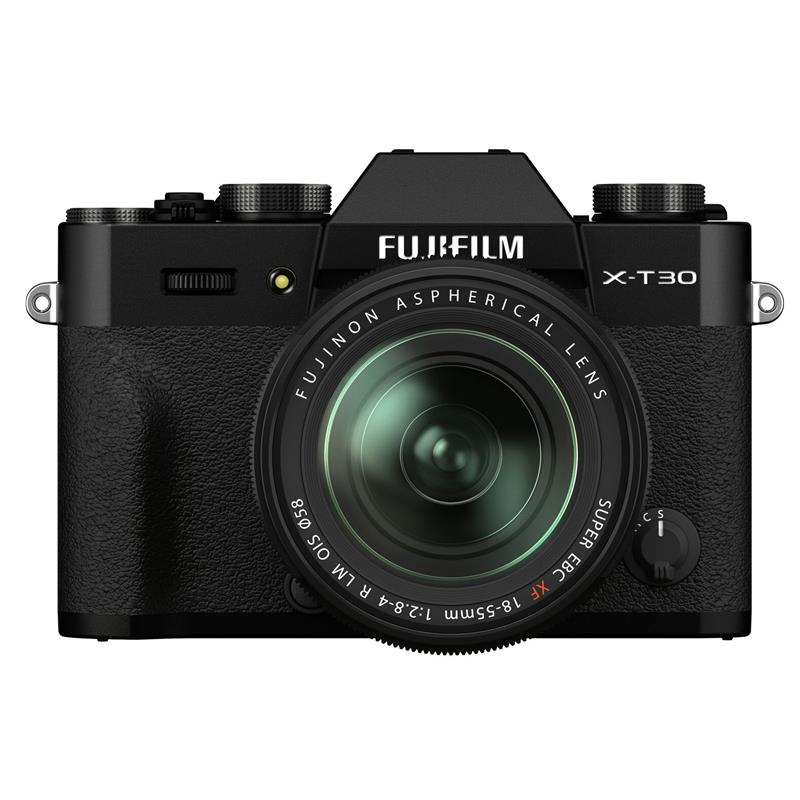 FUJIFILM
X-T30
FUJINON ASPHERICAL LENS
SUPER EBC XF 18-55mm 1:2.8-4 R LM OIS Ø58
C S